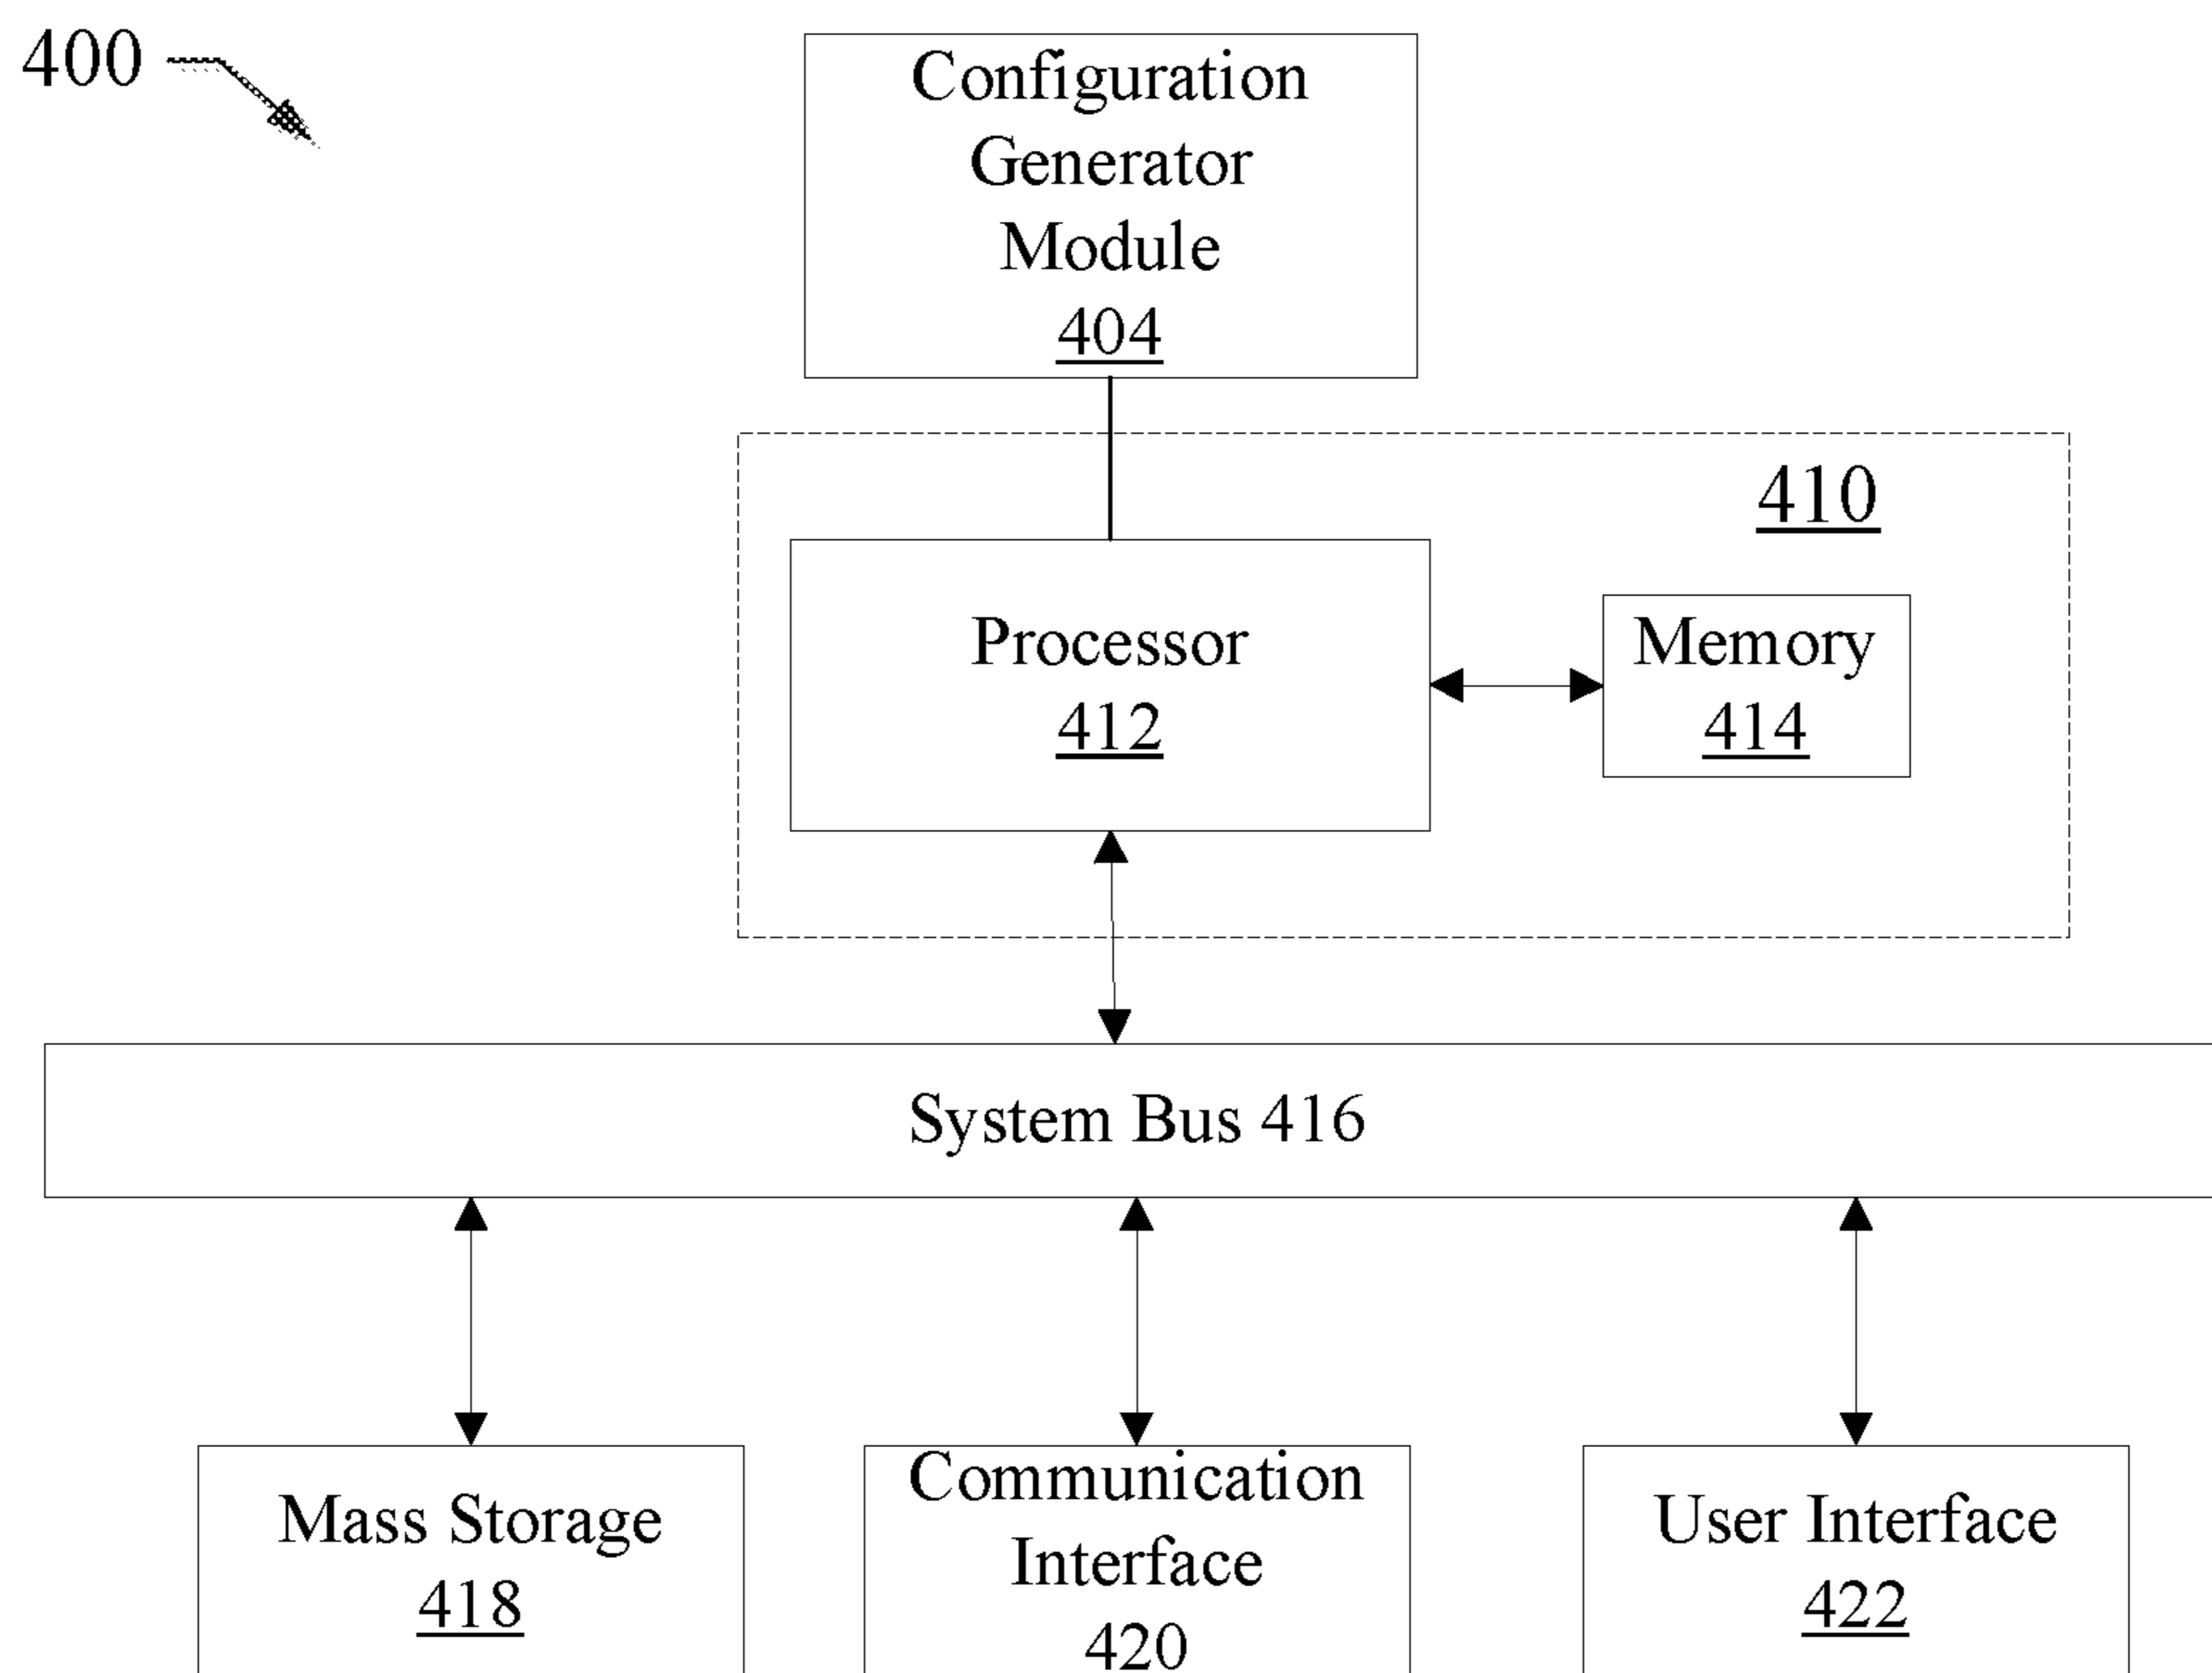 400
Configuration
Generator
Module
404
410
Processor
412
Memory
414
System Bus 416
Mass Storage
418
Communication
Interface
420
User Interface
422